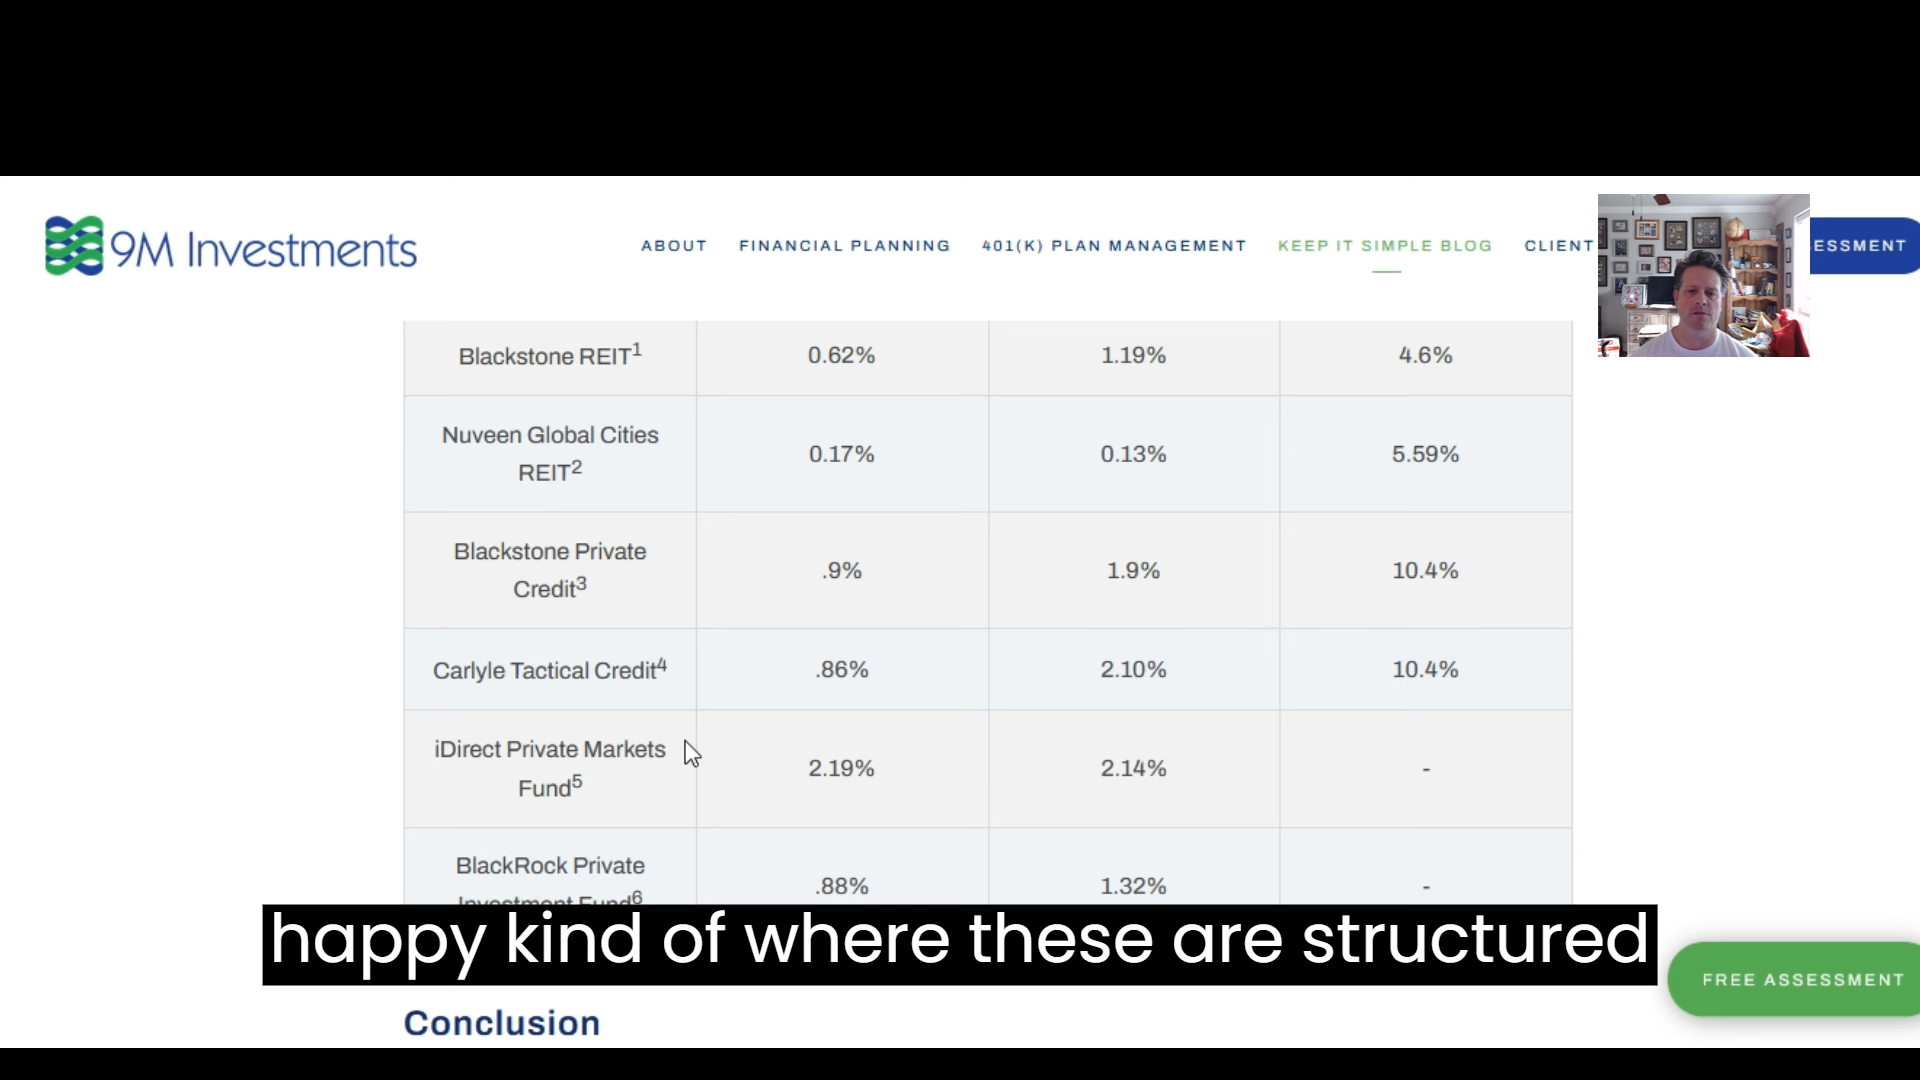 9M Investments
ABOUT FINANCIAL PLANNING 401(K) PLAN MANAGEMENT KEEP IT SIMPLE BLOG CLIENT ESSMENT
Blackstone REIT1 0.62% 1.19% 4.6%
Nuveen Global Cities
REIT2 0.17% 0.13% 5.59%
Blackstone Private
Credit3 .9% 1.9% 10.4%
Carlyle Tactical Credit4 .86% 2.10% 10.4%
iDirect Private Markets
Fund5 2.19% 2.14% -
BlackRock Private
Investment Fund6 .88% 1.32% -
happy kind of where these are structured
FREE ASSESSMENT
Conclusion